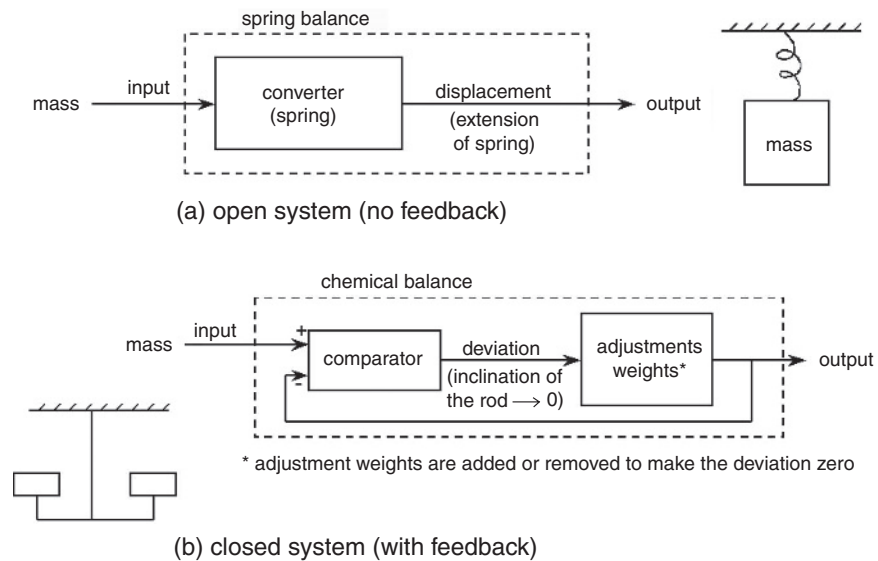 spring balance
mass
input
converter
(spring)
displacement
(extension
of spring)
output
mass
(a) open system (no feedback)
chemical balance
mass
input
+
-
comparator
deviation
(inclination of
the rod → 0)
adjustments
weights*
output
* adjustment weights are added or removed to make the deviation zero
(b) closed system (with feedback)